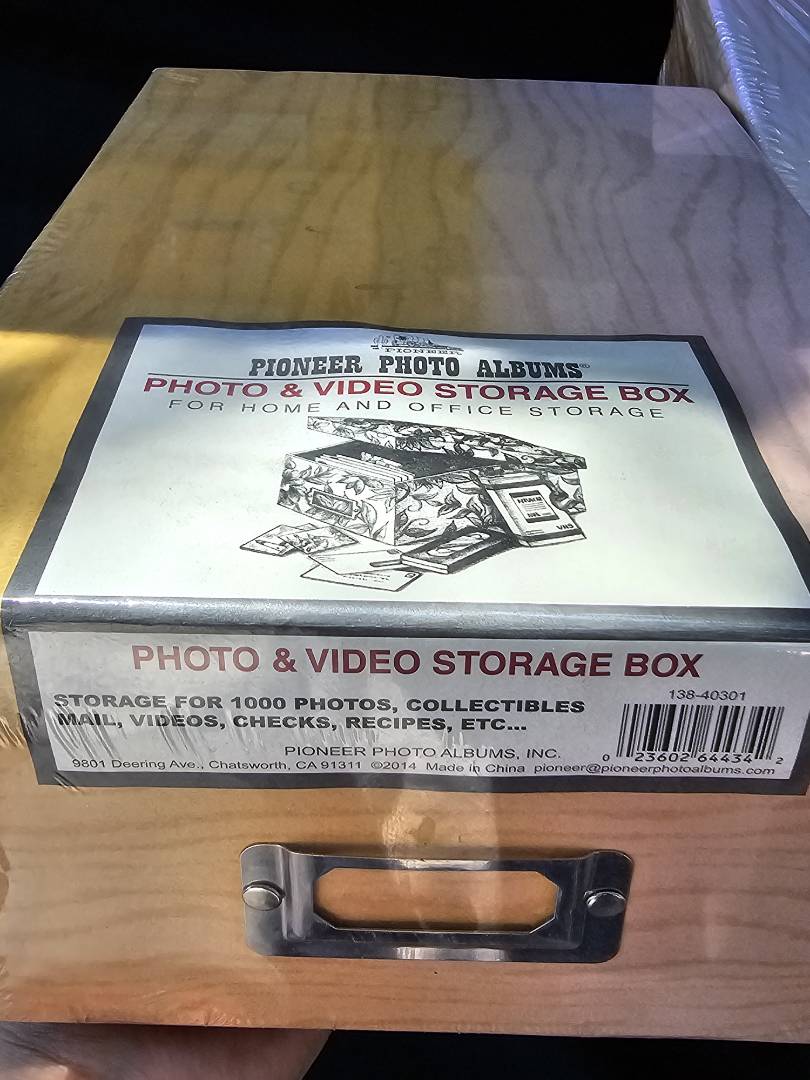 PIONEER
PIONEER PHOTO ALBUMS®
PHOTO & VIDEO STORAGE BOX
FOR HOME AND OFFICE STORAGE
VHS
PHOTO & VIDEO STORAGE BOX
138-40301
STORAGE FOR 1000 PHOTOS, COLLECTIBLES
MAIL, VIDEOS, CHECKS, RECIPES, ETC...
PIONEER PHOTO ALBUMS, INC.
0 23602 64434 2
9801 Deering Ave., Chatsworth, CA 91311 ©2014 Made in China pioneer@pioneerphotoalbums.com